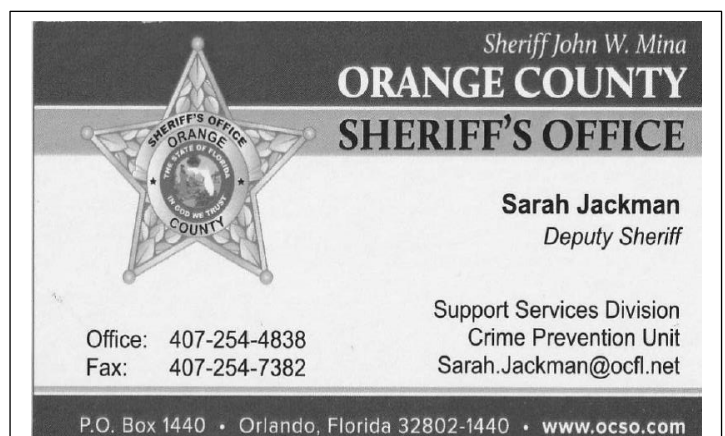 Sheriff John W. Mina
ORANGE COUNTY
SHERIFF'S OFFICE
SHERIFF'S OFFICE
ORANGE
THE STATE OF FLORIDA
IN GOD WE TRUST
COUNTY
Sarah Jackman
Deputy Sheriff
Support Services Division
Crime Prevention Unit
Sarah.Jackman@ocfl.net
Office: 407-254-4838
Fax: 407-254-7382
P.O. Box 1440 • Orlando, Florida 32802-1440 • www.ocso.com